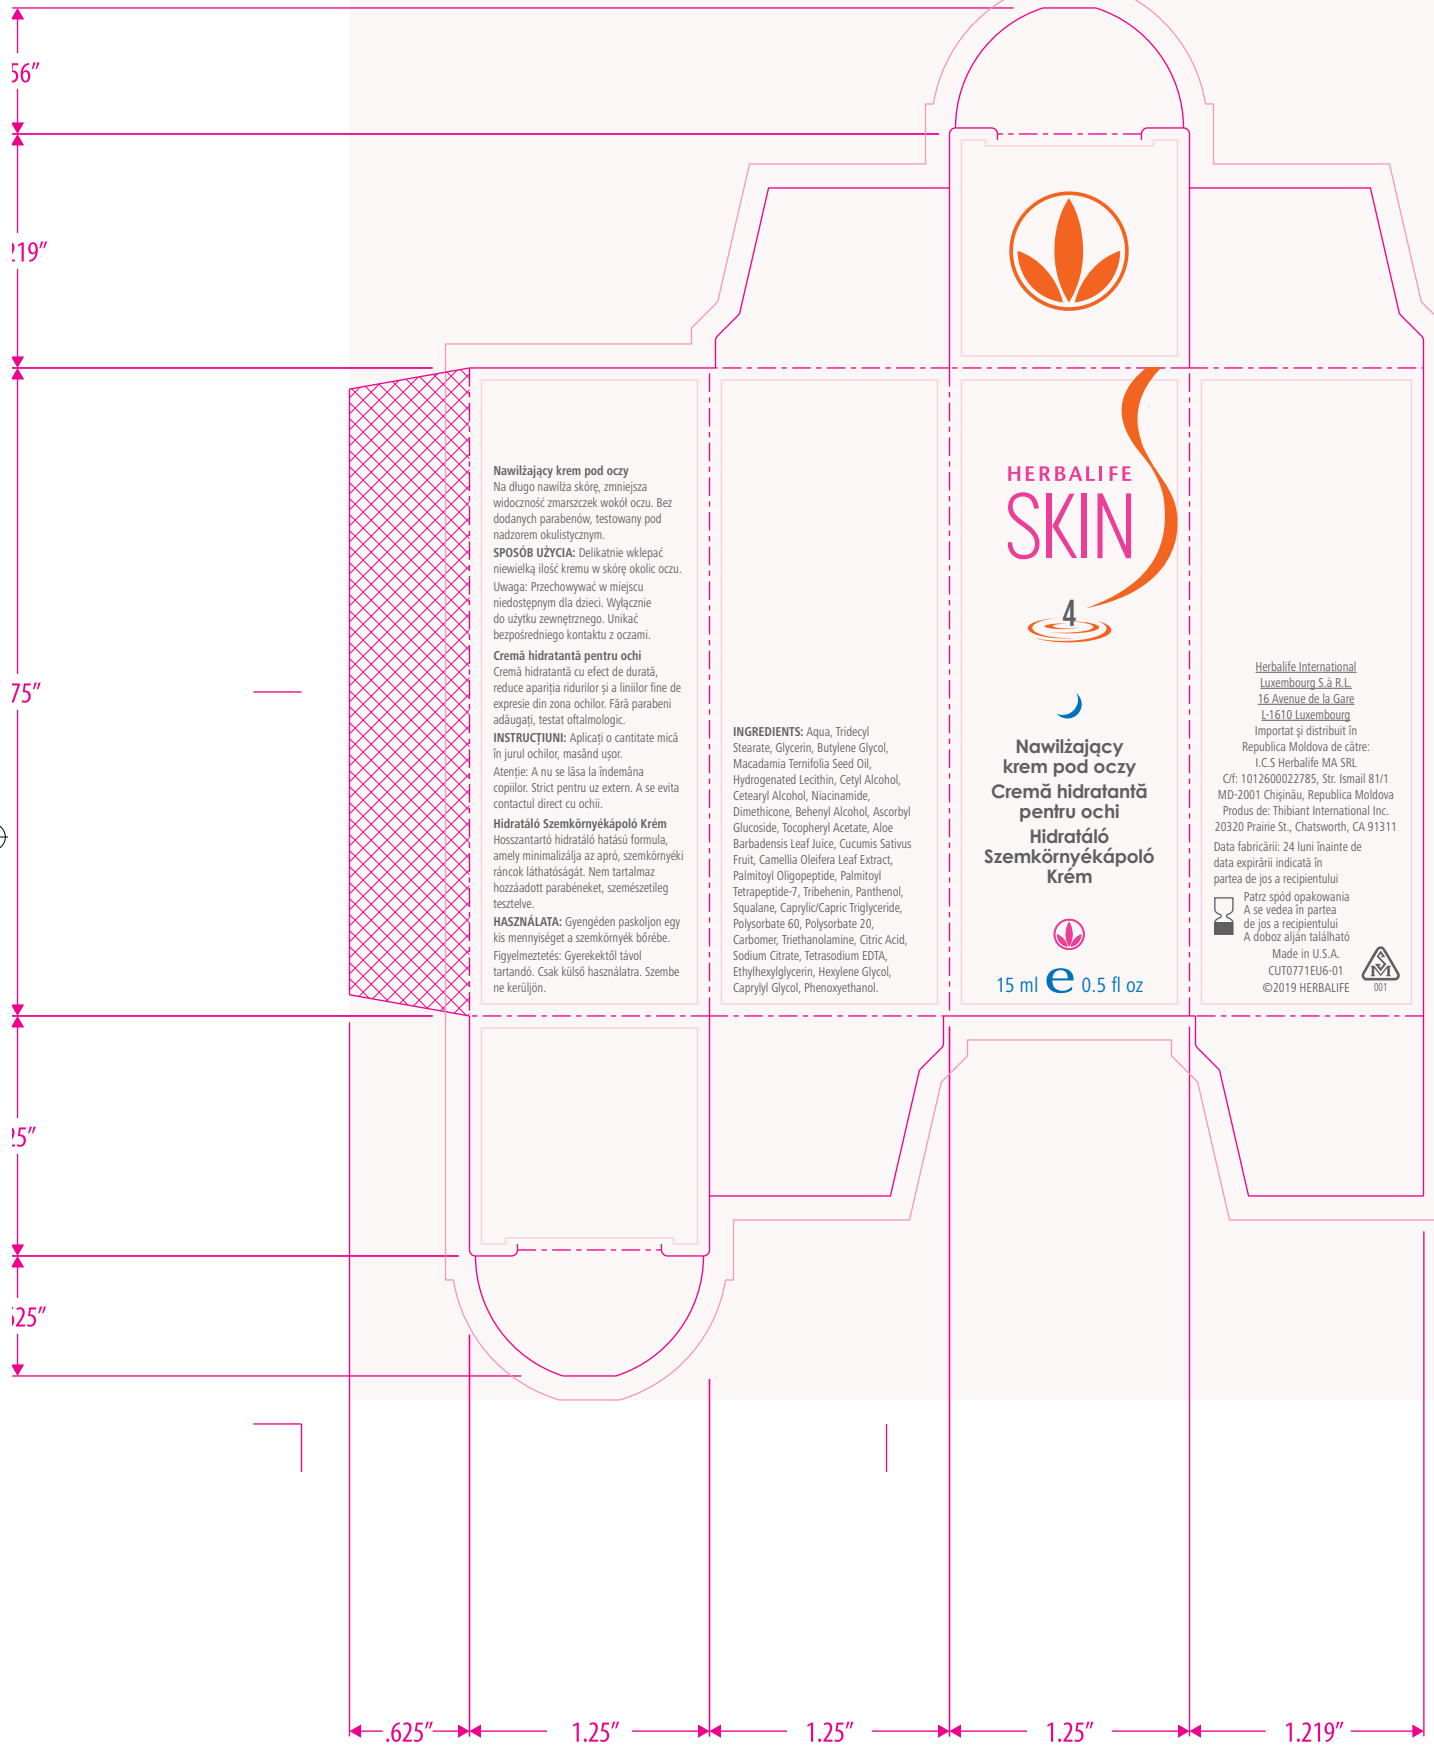 56”
219”
Nawilżający krem pod oczy
Na długo nawilża skórę, zmniejsza
widoczność zmarszczek wokół oczu. Bez
dodanych parabenów, testowany pod
nadzorem okulistycznym.
SPOSÓB UŻYCIA: Delikatnie wklepać
niewielką ilość kremu w skórę okolic oczu.
Uwaga: Przechowywać w miejscu
niedostępnym dla dzieci. Wyłącznie
do użytku zewnętrznego. Unikać
bezpośredniego kontaktu z oczami.
Cremă hidratantă pentru ochi
Cremă hidratantă cu efect de durată,
reduce apariția ridurilor și a liniilor fine de
expresie din zona ochilor. Fără parabeni
adăugați, testat oftalmologic.
INSTRUCȚIUNI: Aplicați o cantitate mică
în jurul ochilor, masând ușor.
Atenție: A nu se lăsa la îndemâna
copiilor. Strict pentru uz extern. A se evita
contactul direct cu ochii.
Hidratáló Szemkörnyékápoló Krém
Hosszantartó hidratáló hatású formula,
amely minimalizálja az apró, szemkörnyéki
ráncok láthatóságát. Nem tartalmaz
hozzáadott parabéneket, szemészetileg
tesztelve.
HASZNÁLATA: Gyengéden paskoljon egy
kis mennyiséget a szemkörnyék bőrébe.
Figyelmeztetés: Gyerekektől távol
tartandó. Csak külső használatra. Szembe
ne kerüljön.
INGREDIENTS: Aqua, Tridecyl
Stearate, Glycerin, Butylene Glycol,
Macadamia Ternifolia Seed Oil,
Hydrogenated Lecithin, Cetyl Alcohol,
Cetearyl Alcohol, Niacinamide,
Dimethicone, Behenyl Alcohol, Ascorbyl
Glucoside, Tocopheryl Acetate, Aloe
Barbadensis Leaf Juice, Cucumis Sativus
Fruit, Camellia Oleifera Leaf Extract,
Palmitoyl Oligopeptide, Palmitoyl
Tetrapeptide-7, Tribehenin, Panthenol,
Squalane, Caprylic/Capric Triglyceride,
Polysorbate 60, Polysorbate 20,
Carbomer, Triethanolamine, Citric Acid,
Sodium Citrate, Tetrasodium EDTA,
Ethylhexylglycerin, Hexylene Glycol,
Caprylyl Glycol, Phenoxyethanol.
HERBALIFE
SKIN
4
Nawilżający
krem pod oczy
Cremă hidratantă
pentru ochi
Hidratáló
Szemkörnyékápoló
Krém
15 ml e 0.5 fl oz
Herbalife International
Luxembourg S.à R.L.
16 Avenue de la Gare
L-1610 Luxembourg
Importat şi distribuit în
Republica Moldova de către:
I.C.S Herbalife MA SRL
C/f: 1012600022785, Str. Ismail 81/1
MD-2001 Chişinău, Republica Moldova
Produs de: Thibiant International Inc.
20320 Prairie St., Chatsworth, CA 91311
Data fabricării: 24 luni înainte de
data expirării indicată în
partea de jos a recipientului
Patrz spód opakowania
A se vedea în partea
de jos a recipientului
A doboz alján található
Made in U.S.A.
CUT0771EU6-01
©2019 HERBALIFE
001
75”
25”
625”
.625”
1.25”
1.25”
1.25”
1.219”